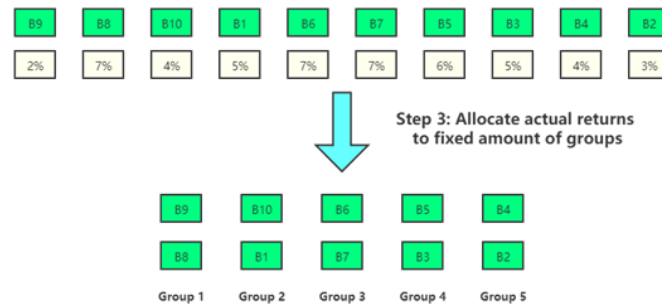 B9 B8 B10 B1 B6 B7 B5 B3 B4 B2
2% 7% 4% 5% 7% 7% 6% 5% 4% 3%
Step 3: Allocate actual returns
to fixed amount of groups
B9 B10 B6 B5 B4
B8 B1 B7 B3 B2
Group 1 Group 2 Group 3 Group 4 Group 5